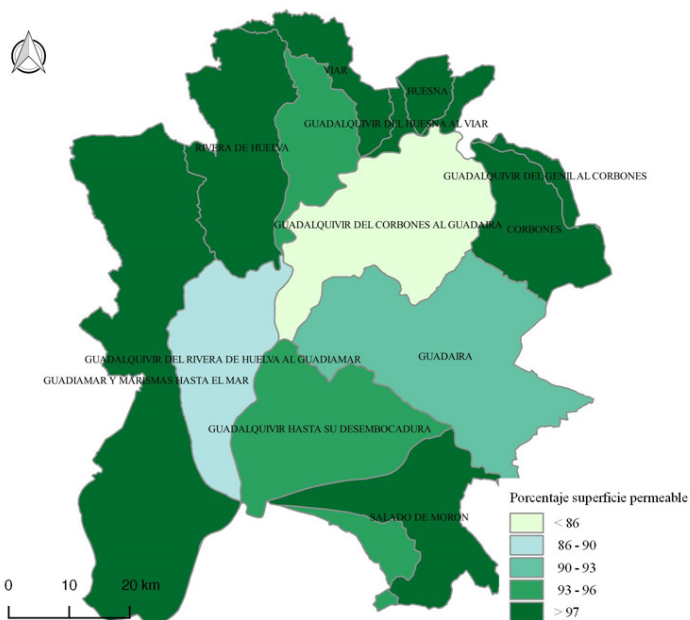 VIAR
HUESNA
GUADALQUIVIR DEL HUESNA AL VIAR
RIVERA DE HUELVA
GUADALQUIVIR DEL GENIL AL CORBONES
GUADALQUIVIR DEL CORBONES AL GUADAIRA
CORBONES
GUADALQUIVIR DEL RIVERA DE HUELVA AL GUADIAMAR
GUADAIRA
GUADIAMAR Y MARISMAS HASTA EL MAR
GUADALQUIVIR HASTA SU DESEMBOCADURA
SALADO DE MORON
Porcentaje superficie permeable
< 86
86 - 90
90 - 93
93 - 96
> 97
0 10 20 km